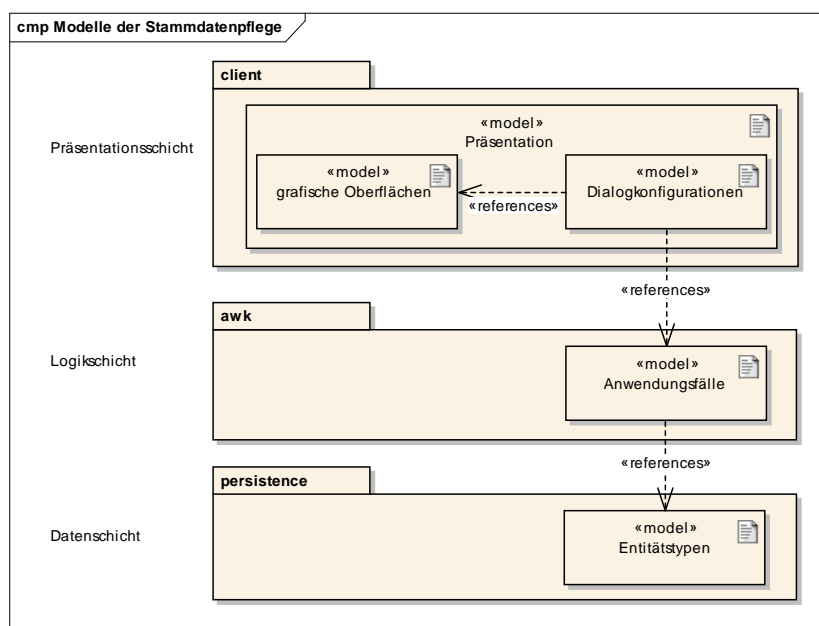 cmp Modelle der Stammdatenpflege
client
Präsentationsschicht
«model»
Präsentation
«model»
grafische Oberflächen
«references»
«model»
Dialogkonfigurationen
«references»
awk
Logikschicht
«model»
Anwendungsfälle
«references»
persistence
Datenschicht
«model»
Entitätstypen